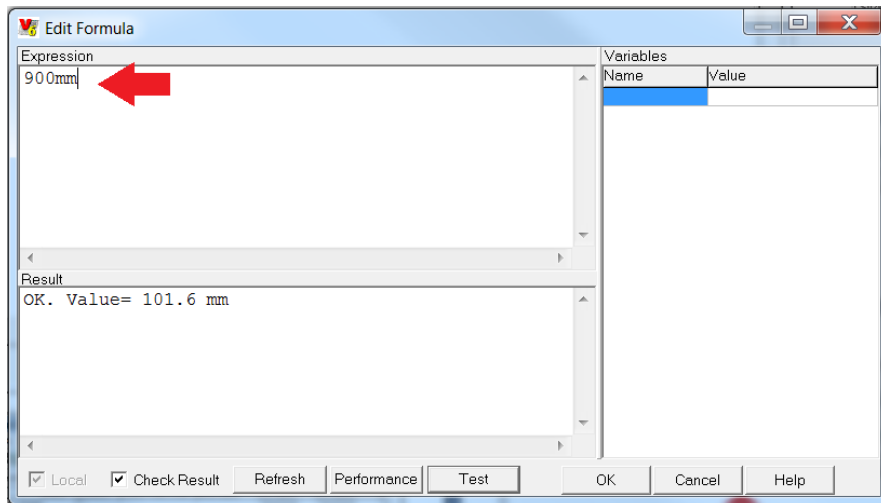 Edit Formula
Expression
900mm
Variables
Name Value
Result
OK. Value= 101.6 mm
Local Check Result Refresh Performance Test OK Cancel Help